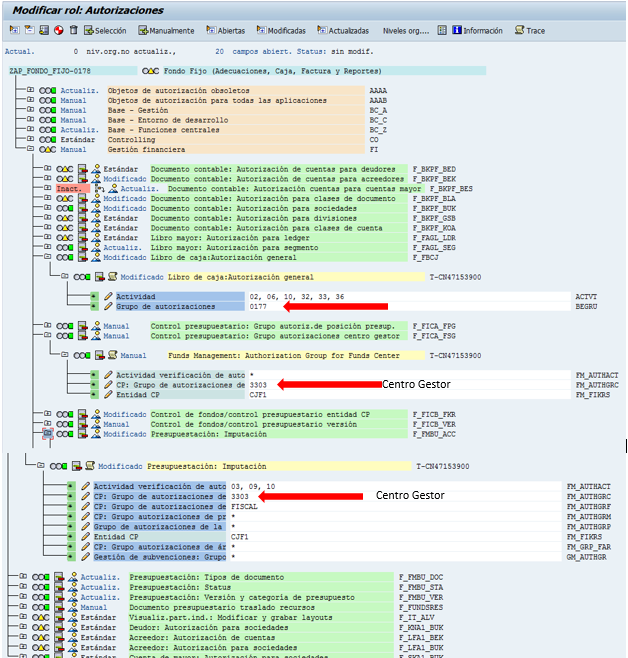 Modificar rol: Autorizaciones
Selección Manualmente Abiertas Modificadas Actualizadas Niveles org.... Información Trace
Actual. 0 niv.org.no actualiz., 20 campos abiert. Status: sin modif.
ZAP_FONDO_FIJO-0178 Fondo Fijo (Adecuaciones, Caja, Factura y Reportes)
Actualiz. Objetos de autorización obsoletos AAAA
Manual Objetos de autorización para todas las aplicaciones AAAB
Manual Base - Gestión BC_A
Manual Base - Entorno de desarrollo BC_C
Actualiz. Base - Funciones centrales BC_Z
Estándar Controlling CO
Manual Gestión financiera FI
Estándar Documento contable: Autorización de cuentas para deudores F_BKPF_BED
Modificado Documento contable: Autorización de cuentas para acreedores F_BKPF_BEK
Inact. Actualiz. Documento contable: Autorización cuentas para cuentas mayor F_BKPF_BES
Modificado Documento contable: Autorización para clases de documento F_BKPF_BLA
Modificado Documento contable: Autorización para sociedades F_BKPF_BUK
Estándar Documento contable: Autorización para divisiones F_BKPF_GSB
Estándar Documento contable: Autorización para clases de cuenta F_BKPF_KOA
Estándar Libro mayor: Autorización para ledger F_FAGL_LDR
Actualiz. Libro mayor: Autorización para segmento F_FAGL_SEG
Modificado Libro de caja:Autorización general F_FBCJ
Modificado Libro de caja:Autorización general T-CN47153900
Actividad 02, 06, 10, 32, 33, 36 ACTVT
Grupo de autorizaciones 0177 BEGRU
Manual Control presupuestario: Grupo autoriz.de posición presup. F_FICA_FPG
Manual Control presupuestario: Grupo autorizaciones centro gestor F_FICA_FSG
Manual Funds Management: Authorization Group for Funds Center T-CN47153900
Actividad verificación de auto * FM_AUTHACT
CP: Grupo de autorizaciones de 3303 Centro Gestor FM_AUTHGRC
Entidad CP CJF1 FM_FIKRS
Modificado Control de fondos/control presupuestario entidad CP F_FICB_FKR
Manual Control de fondos/control presupuestario versión F_FICB_VER
Modificado Presupuestación: Imputación F_FMBU_ACC
Modificado Presupuestación: Imputación T-CN47153900
Actividad verificación de auto 03, 09, 10 FM_AUTHACT
CP: Grupo de autorizaciones de 3303 Centro Gestor FM_AUTHGRC
CP: Grupo de autorizaciones de FISCAL FM_AUTHGRF
CP: Grupo de autorizaciones de pr * FM_AUTHGRM
Grupo de autorizaciones de la * FM_AUTHGRP
Entidad CP CJF1 FM_FIKRS
CP: Grupo autorizaciones de ár * FM_GRP_FAR
Gestión de subvenciones: Grupo * GM_AUTHGR
Actualiz. Presupuestación: Tipos de documento F_FMBU_DOC
Actualiz. Presupuestación: Status F_FMBU_STA
Actualiz. Presupuestación: Versión y categoría de presupuesto F_FMBU_VER
Manual Documento presupuestario traslado recursos F_FUNDSRES
Estándar Visualiz.part.ind.: Modificar y grabar layouts F_IT_ALV
Estándar Deudor: Autorización para sociedades F_KNA1_BUK
Estándar Acreedor: Autorización de cuentas F_LFA1_BEK
Estándar Acreedor: Autorización para sociedades F_LFA1_BUK